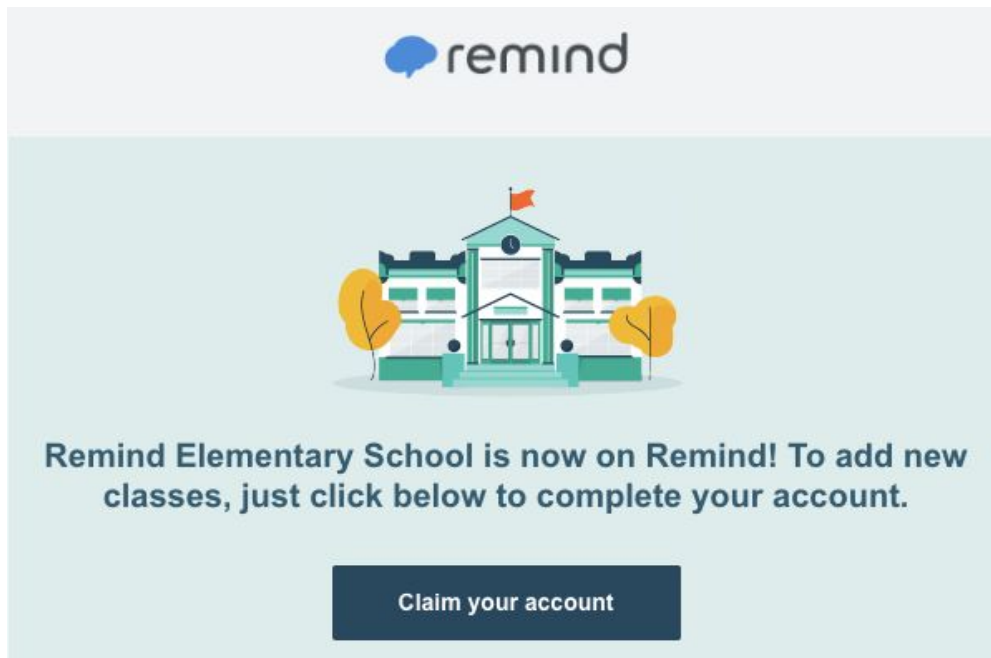 remind
Remind Elementary School is now on Remind! To add new
classes, just click below to complete your account.
Claim your account